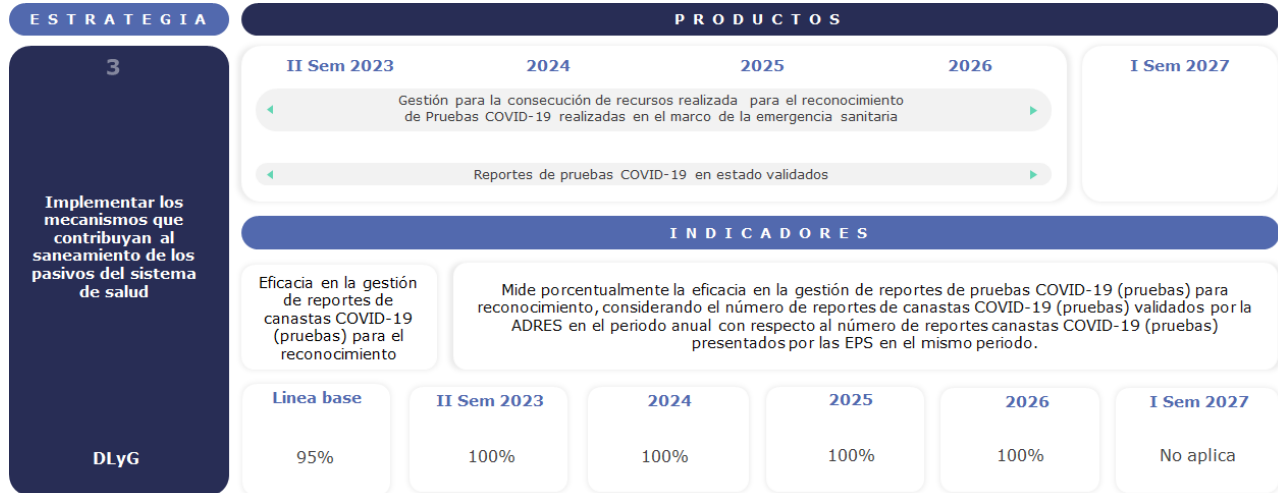 ESTRATEGIA
PRODUCTOS
3
Implementar los
mecanismos que
contribuyan al
saneamiento de los
pasivos del sistema
de salud
DLyG
II Sem 2023 2024 2025 2026 I Sem 2027
Gestión para la consecución de recursos realizada para el reconocimiento
de Pruebas COVID-19 realizadas en el marco de la emergencia sanitaria
Reportes de pruebas COVID-19 en estado validados
INDICADORES
Eficacia en la gestión
de reportes de
canastas COVID-19
(pruebas) para el
reconocimiento
Mide porcentualmente la eficacia en la gestión de reportes de pruebas COVID-19 (pruebas) para
reconocimiento, considerando el número de reportes de canastas COVID-19 (pruebas) validados por la
ADRES en el periodo anual con respecto al número de reportes canastas COVID-19 (pruebas)
presentados por las EPS en el mismo periodo.
Linea base II Sem 2023 2024 2025 2026 I Sem 2027
95% 100% 100% 100% 100% No aplica